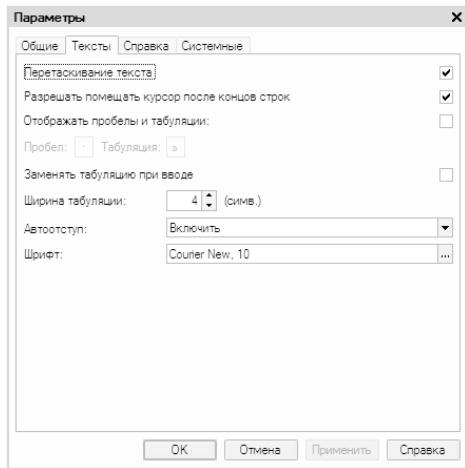 Параметры
Общие Тексты Справка Системные
Перетаскивание текста
Разрешать помещать курсор после концов строк
Отображать пробелы и табуляции:
Пробел: · Табуляция: »
Заменять табуляцию при вводе
Ширина табуляции: 4 (симв.)
Автоотступ: Включить
Шрифт: Courier New, 10 ...
OK Отмена Применить Справка